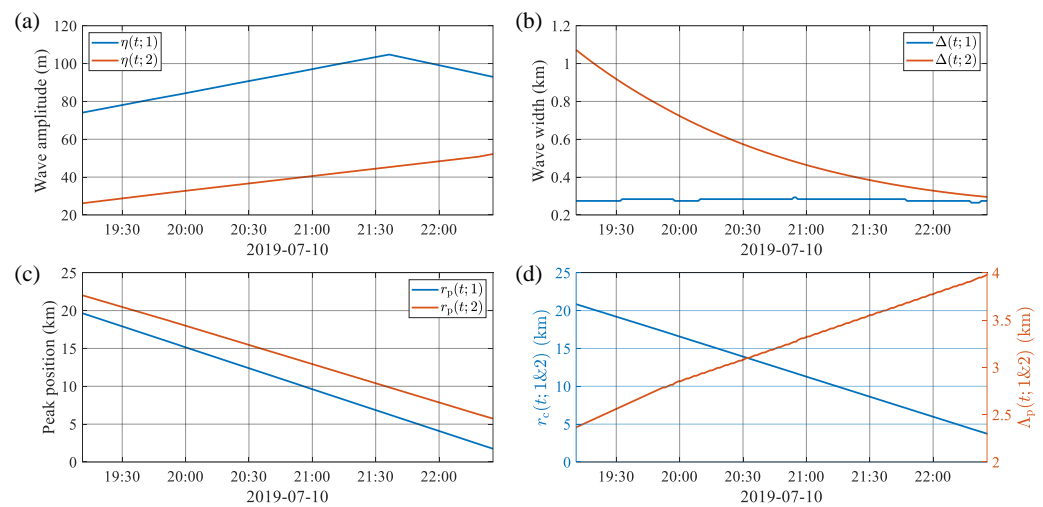 (a)
120
100
80
60
40
20
Wave amplitude (m)
η(t; 1)
η(t; 2)
19:30 20:00 20:30 21:00 21:30 22:00
2019-07-10
(b)
1.2
1
0.8
0.6
0.4
0.2
Wave width (km)
Δ(t; 1)
Δ(t; 2)
19:30 20:00 20:30 21:00 21:30 22:00
2019-07-10
(c)
25
20
15
10
5
0
Peak position (km)
r_p(t; 1)
r_p(t; 2)
19:30 20:00 20:30 21:00 21:30 22:00
2019-07-10
(d)
25
20
15
10
5
0
r_c(t; 1&2) (km)
4
3.5
3
2.5
2
Λ_p(t; 1&2) (km)
19:30 20:00 20:30 21:00 21:30 22:00
2019-07-10